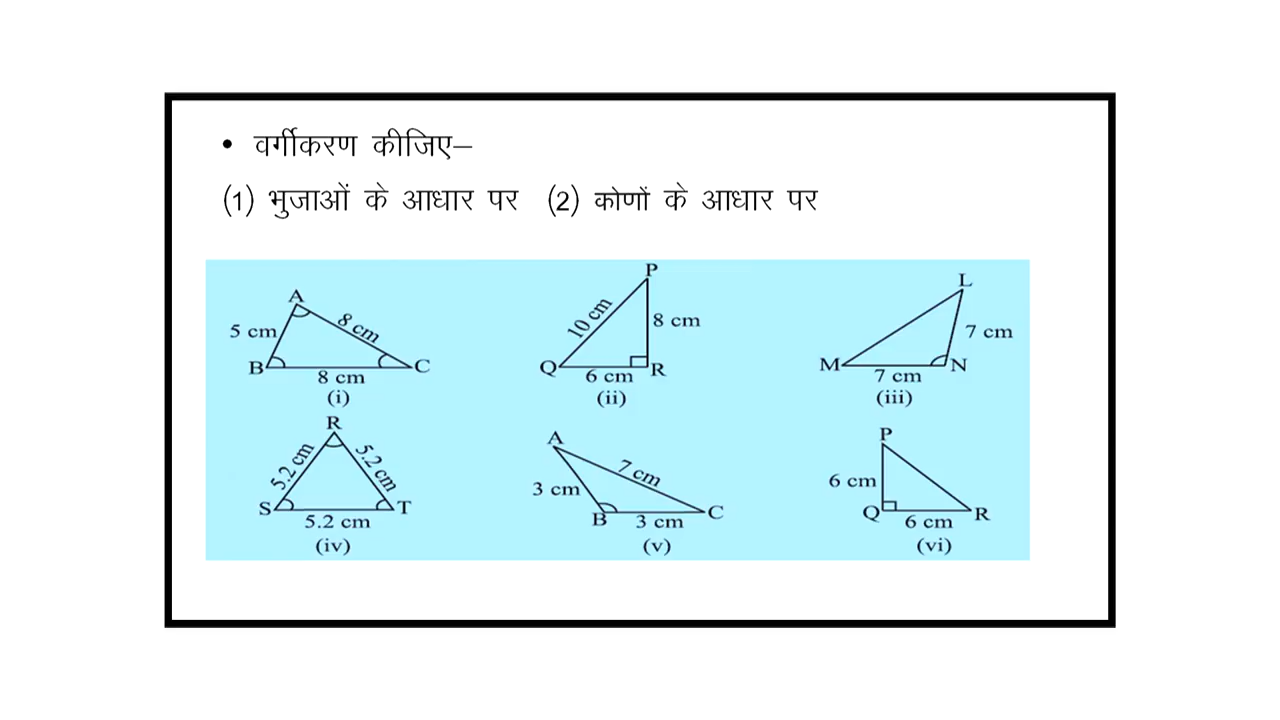 • वर्गीकरण कीजिए–
(1) भुजाओं के आधार पर (2) कोणों के आधार पर
A
5 cm
8 cm
B
8 cm
C
(i)
P
10 cm
8 cm
Q
6 cm
R
(ii)
L
7 cm
M
7 cm
N
(iii)
R
5.2 cm
5.2 cm
S
5.2 cm
T
(iv)
A
7 cm
3 cm
B
3 cm
C
(v)
P
6 cm
Q
6 cm
R
(vi)